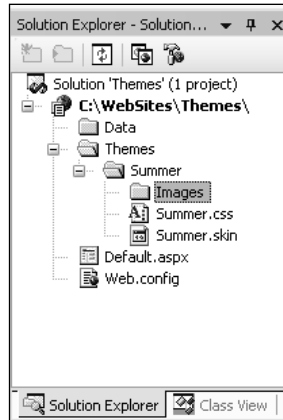 Solution Explorer - Solution...
Solution 'Themes' (1 project)
C:\WebSites\Themes\
Data
Themes
Summer
Images
Summer.css
Summer.skin
Default.aspx
Web.config
Solution Explorer Class View